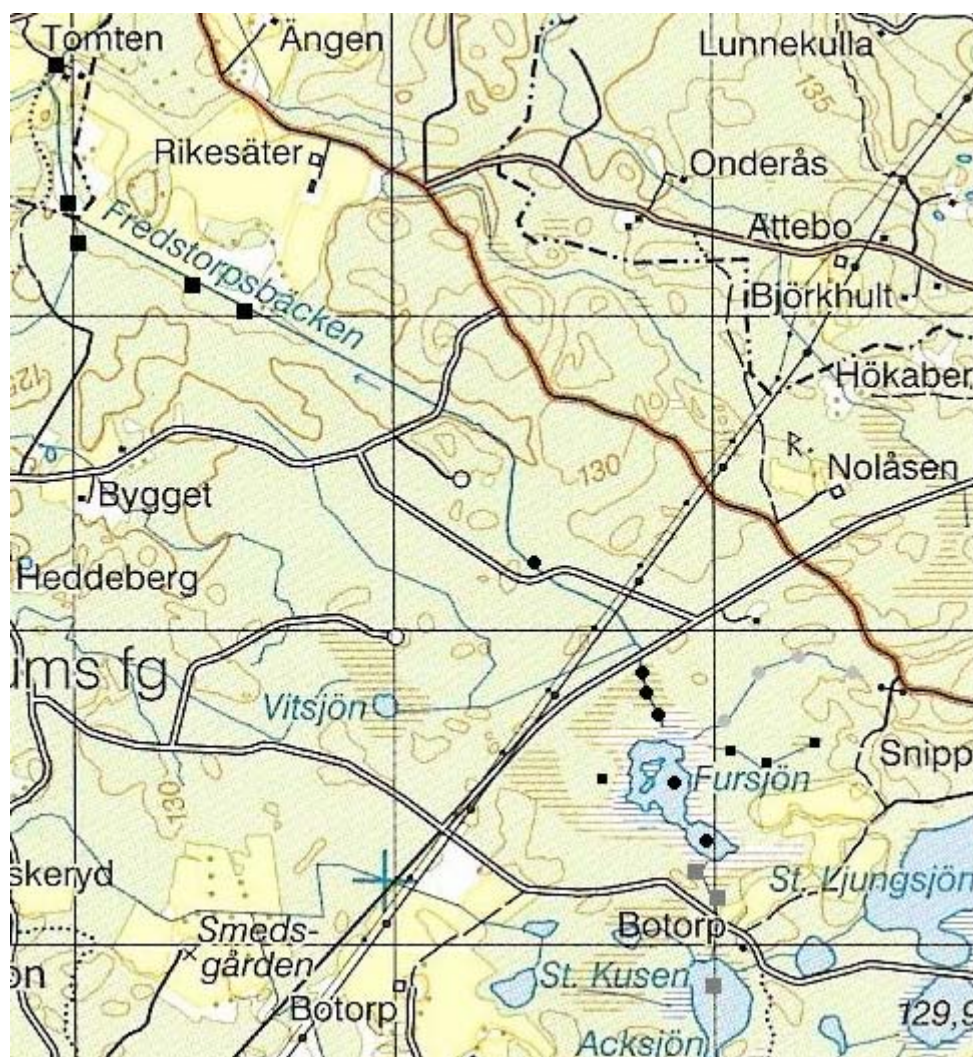 Tomten
Ängen
Lunnekulla
135
Rikesäter
Onderås
Fredstorpsbäcken
Ättebo
Björkhult
125
Hökaber
130
R.
Nolåsen
Bygget
Heddeberg
ums fg
Vitsjön
Snipp
130
Fursjön
skeryd
St. Ljungsjön
Smeds-
gården
Botorp
on
St. Kusen
Botorp
129,9
Acksjön